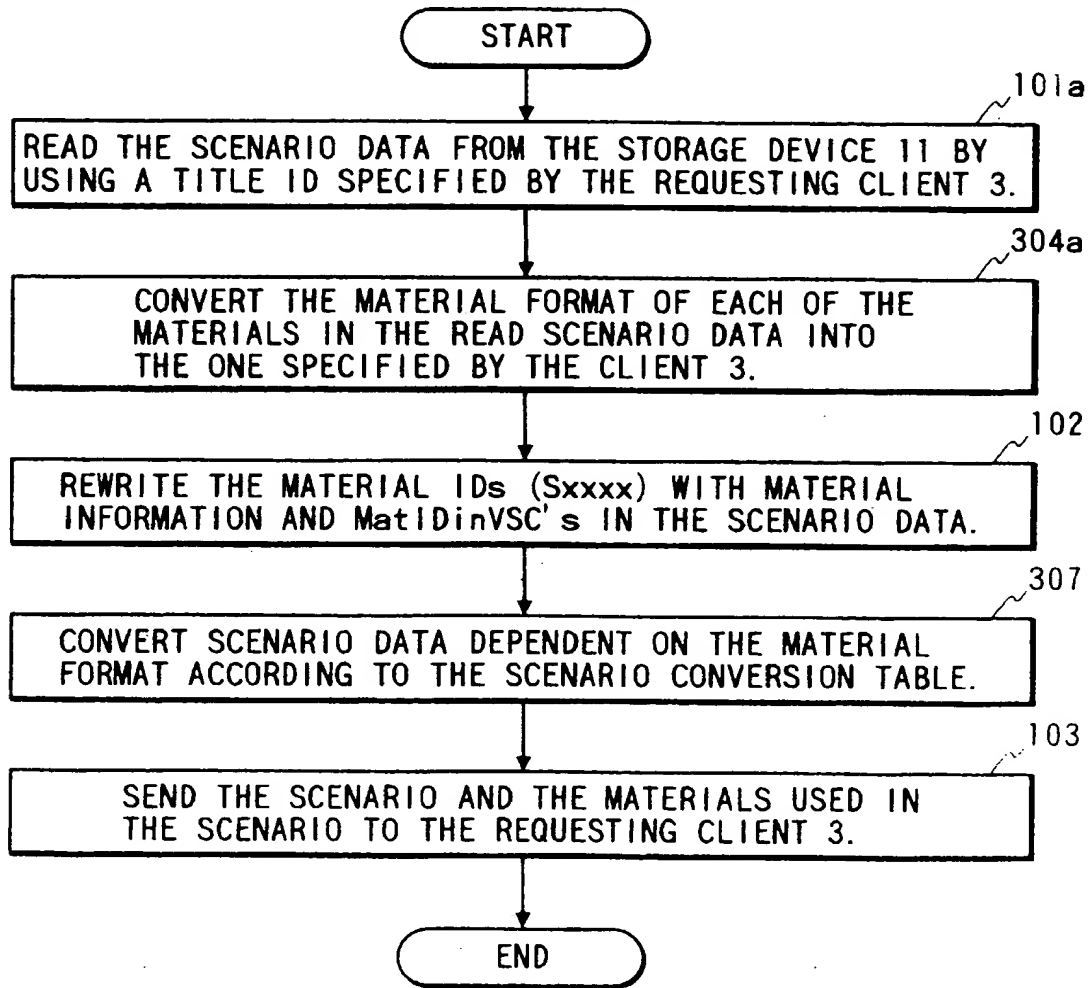 START
101a
READ THE SCENARIO DATA FROM THE STORAGE DEVICE 11 BY
USING A TITLE ID SPECIFIED BY THE REQUESTING CLIENT 3.
304a
CONVERT THE MATERIAL FORMAT OF EACH OF THE
MATERIALS IN THE READ SCENARIO DATA INTO
THE ONE SPECIFIED BY THE CLIENT 3.
102
REWRITE THE MATERIAL IDs (Sxxxx) WITH MATERIAL
INFORMATION AND MatIDinVSC's IN THE SCENARIO DATA.
307
CONVERT SCENARIO DATA DEPENDENT ON THE MATERIAL
FORMAT ACCORDING TO THE SCENARIO CONVERSION TABLE.
103
SEND THE SCENARIO AND THE MATERIALS USED IN
THE SCENARIO TO THE REQUESTING CLIENT 3.
END